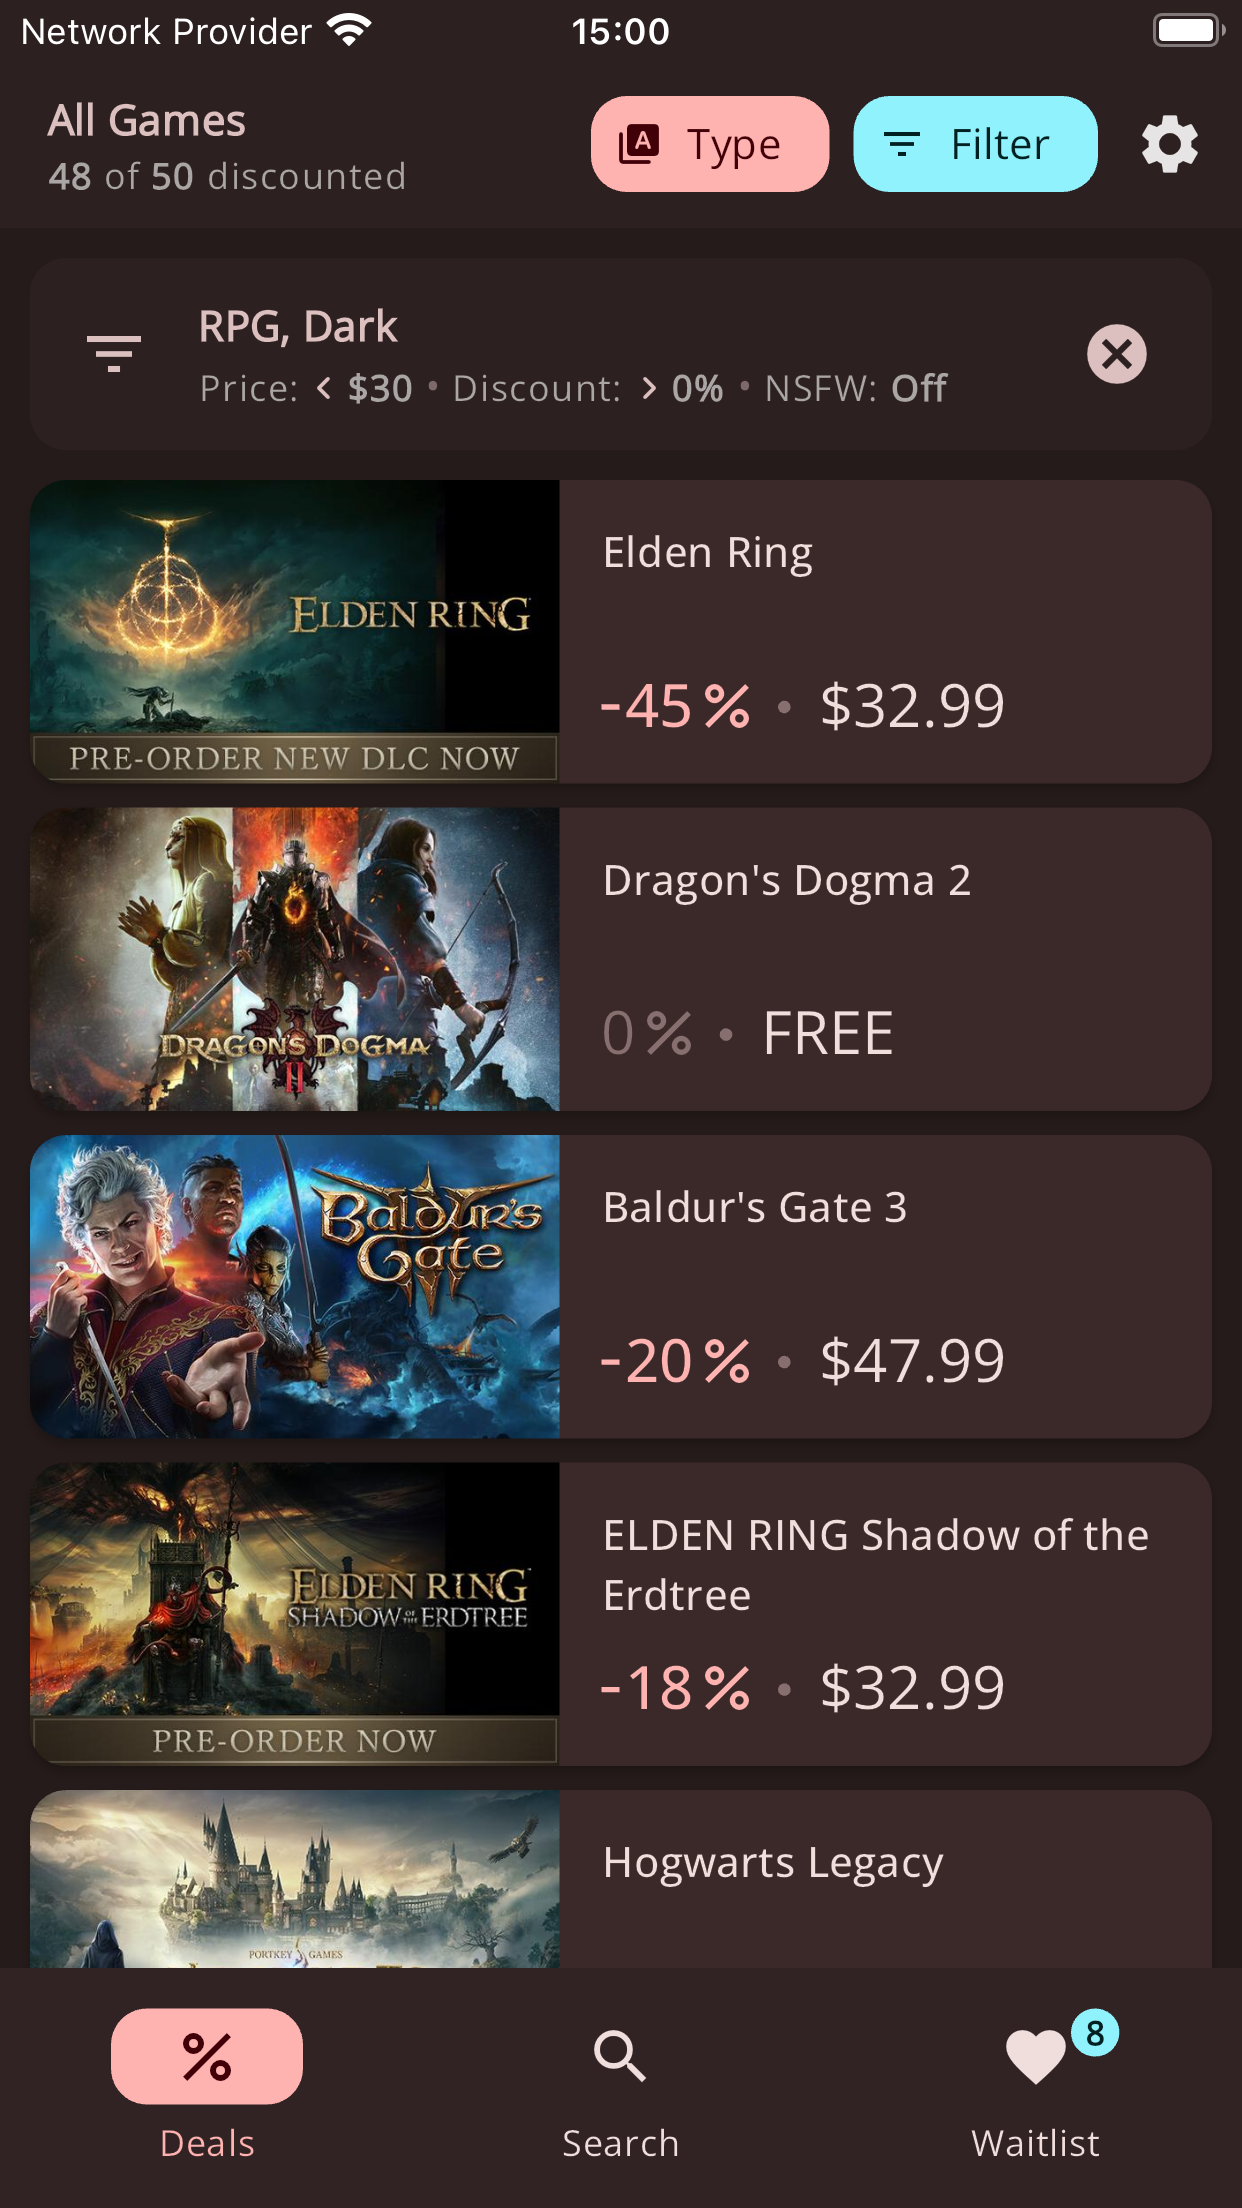 Network Provider
15:00
All Games
48 of 50 discounted
Type
Filter
RPG, Dark
Price: < $30 • Discount: > 0% • NSFW: Off
ELDEN RING
PRE-ORDER NEW DLC NOW
Elden Ring
-45% • $32.99
DRAGON'S DOGMA
II
Dragon's Dogma 2
0% • FREE
BALDUR'S
GATE
III
Baldur's Gate 3
-20% • $47.99
ELDEN RING
SHADOW OF THE ERDTREE
PRE-ORDER NOW
ELDEN RING Shadow of the
Erdtree
-18% • $32.99
PORTKEY GAMES
Hogwarts Legacy
8
Deals
Search
Waitlist